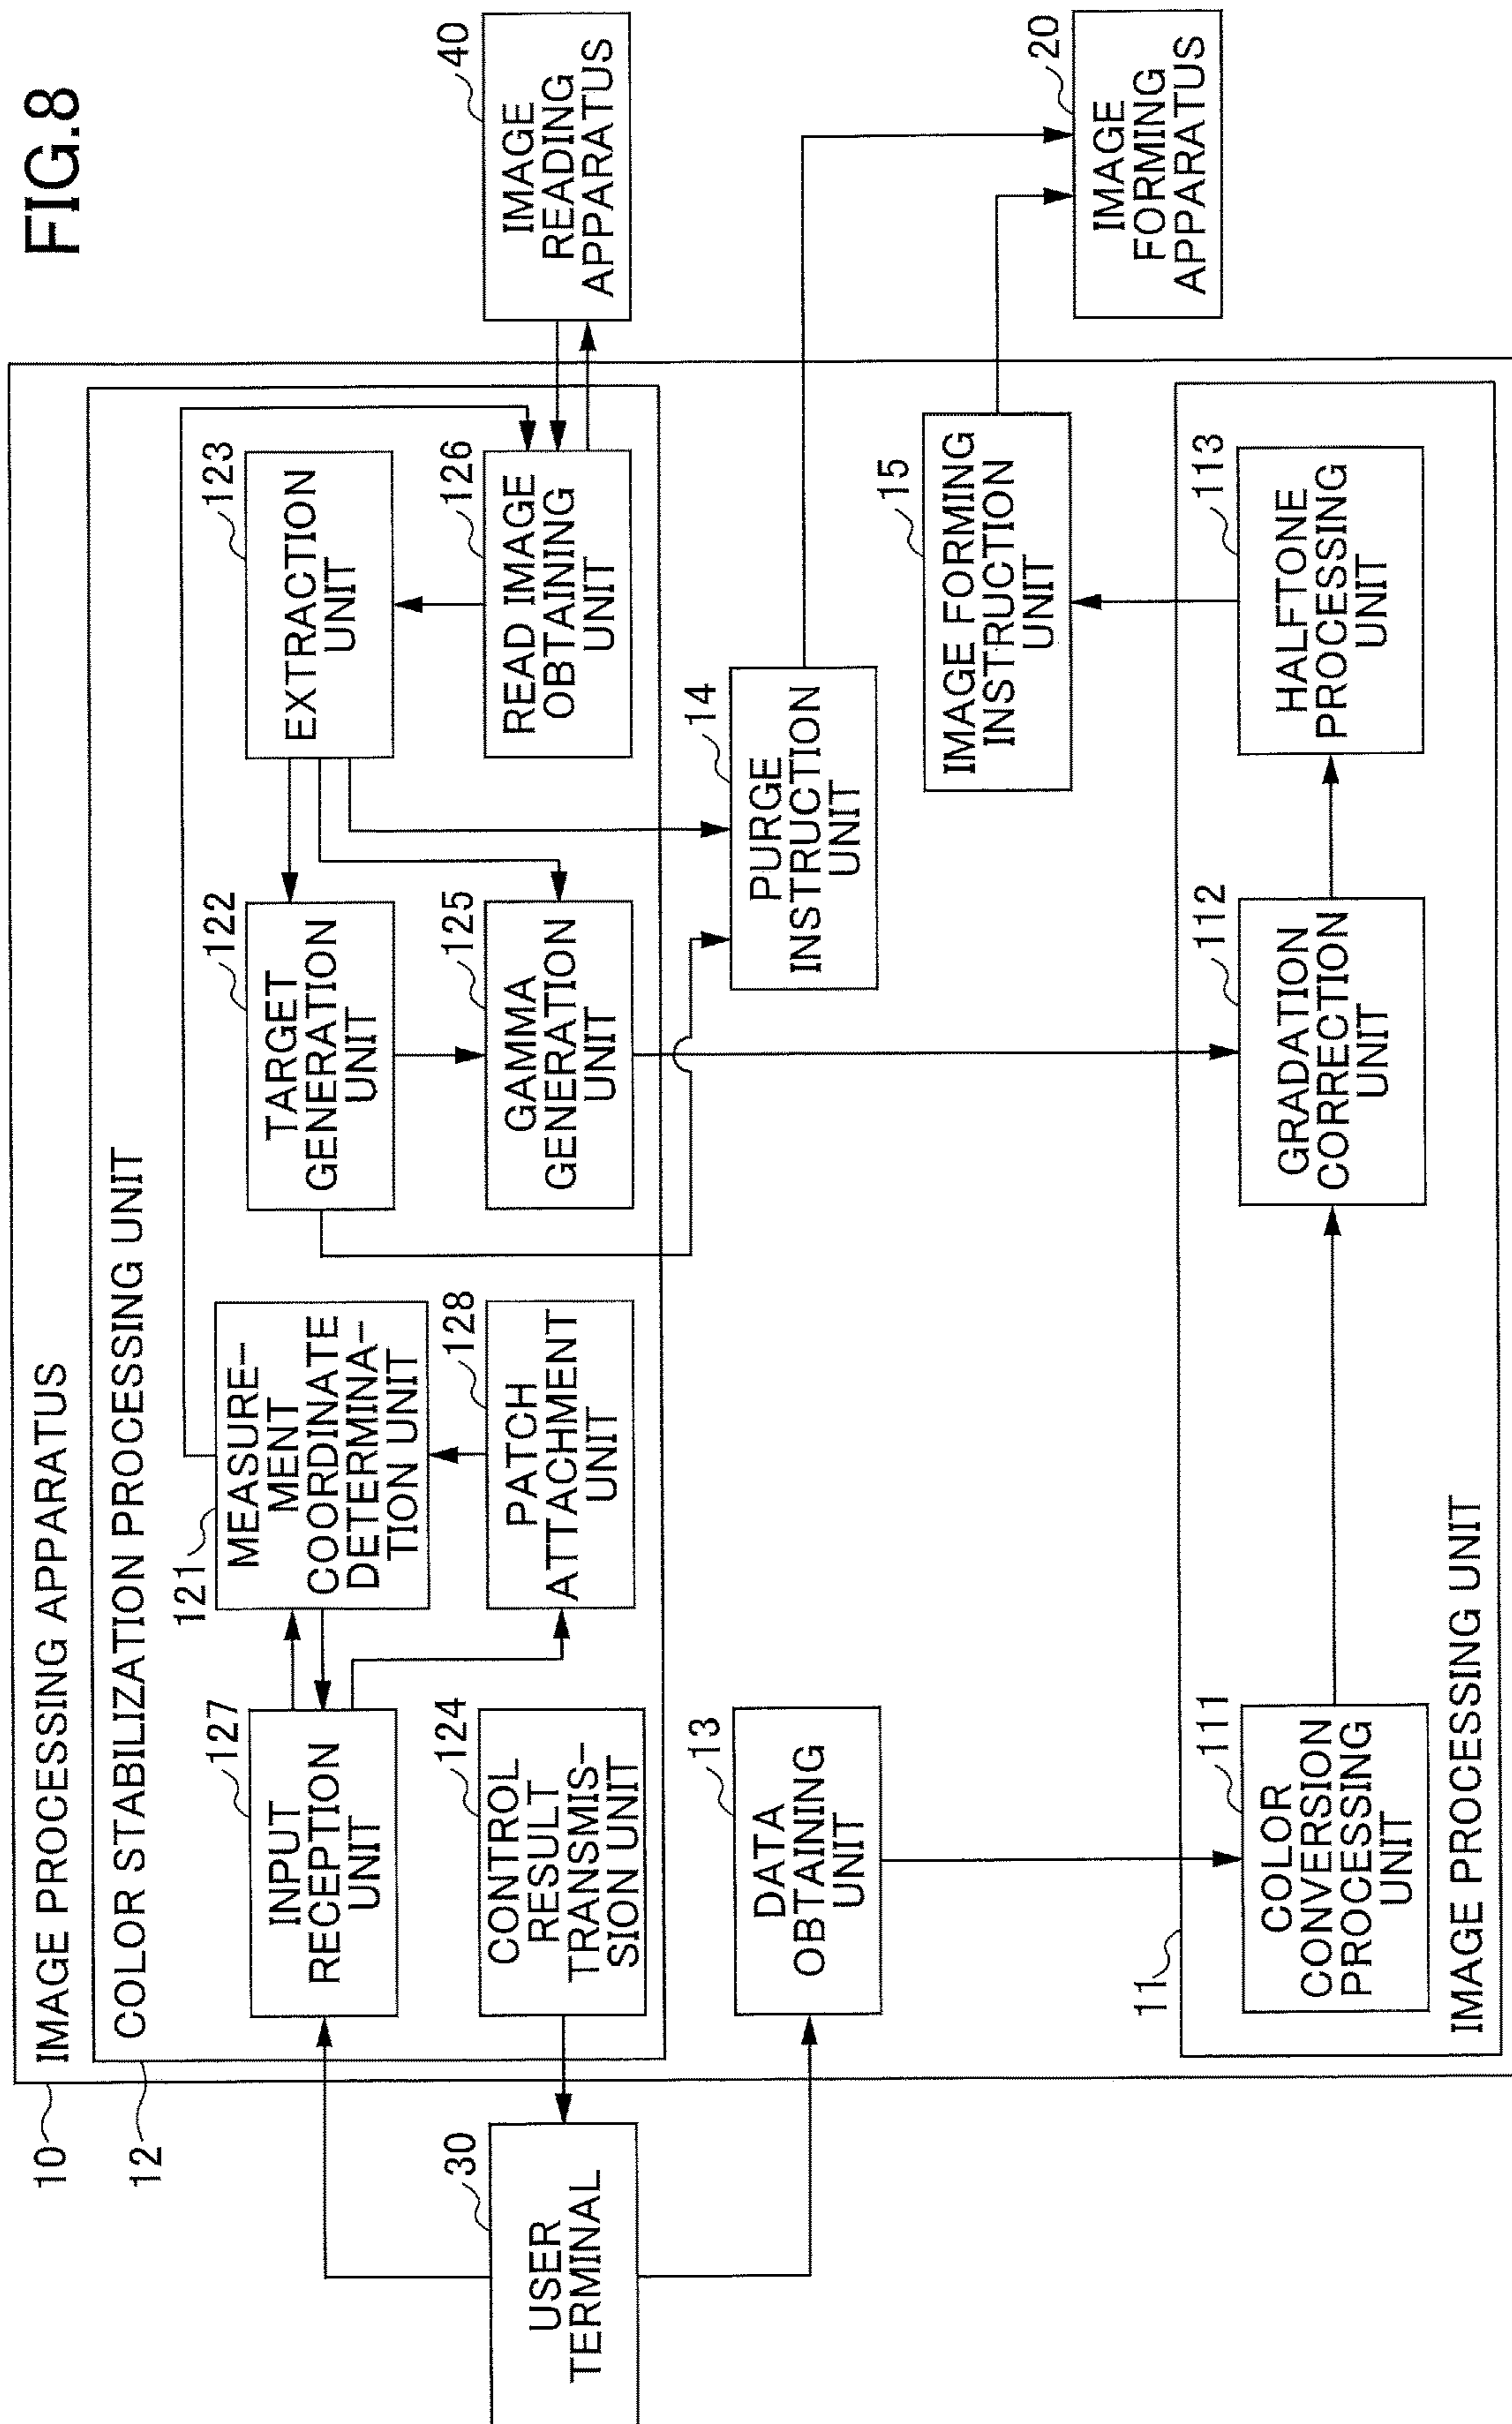 FIG.8
IMAGE PROCESSING APPARATUS
10
COLOR STABILIZATION PROCESSING UNIT
12
127
INPUT
RECEPTION
UNIT
121
MEASURE-
MENT
COORDINATE
DETERMINA-
TION UNIT
122
TARGET
GENERATION
UNIT
123
EXTRACTION
UNIT
124
CONTROL
RESULT
TRANSMIS-
SION UNIT
128
PATCH
ATTACHMENT
UNIT
125
GAMMA
GENERATION
UNIT
126
READ IMAGE
OBTAINING
UNIT
40
IMAGE
READING
APPARATUS
30
USER
TERMINAL
13
DATA
OBTAINING
UNIT
14
PURGE
INSTRUCTION
UNIT
15
IMAGE FORMING
INSTRUCTION
UNIT
20
IMAGE
FORMING
APPARATUS
11
111
COLOR
CONVERSION
PROCESSING
UNIT
112
GRADATION
CORRECTION
UNIT
113
HALFTONE
PROCESSING
UNIT
IMAGE PROCESSING UNIT